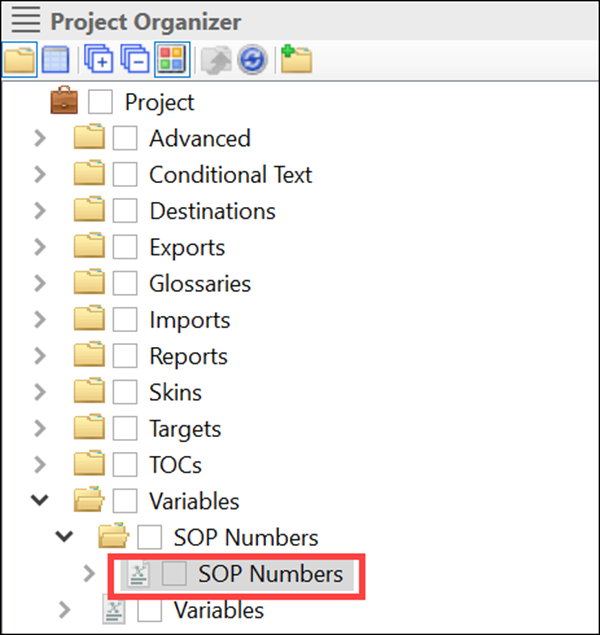 Project Organizer
Project
Advanced
Conditional Text
Destinations
Exports
Glossaries
Imports
Reports
Skins
Targets
TOCs
Variables
SOP Numbers
SOP Numbers
Variables